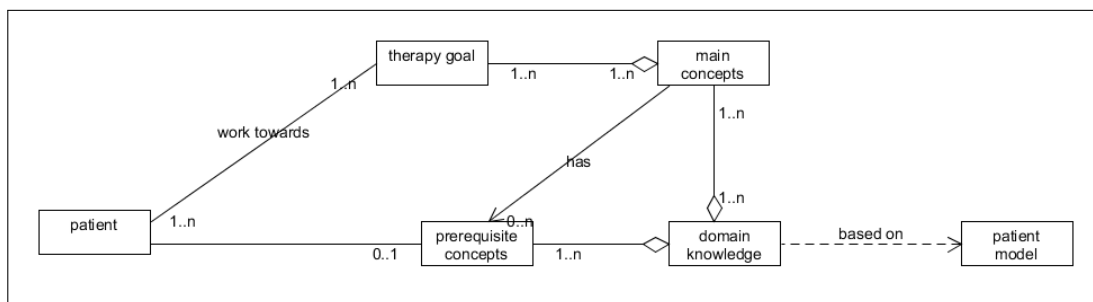 therapy goal
main
concepts
1..n
1..n
1..n
1..n
work towards
has
1..n
patient
1..n
0..n
prerequisite
concepts
domain
knowledge
based on
patient
model
0..1
1..n